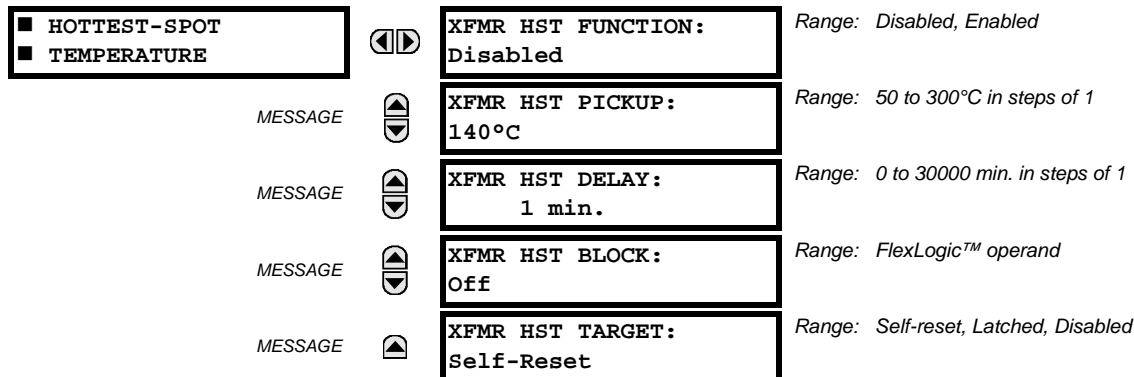 ■ HOTTEST-SPOT
■ TEMPERATURE
XFMR HST FUNCTION:
Disabled
Range: Disabled, Enabled
MESSAGE
XFMR HST PICKUP:
140°C
Range: 50 to 300°C in steps of 1
MESSAGE
XFMR HST DELAY:
1 min.
Range: 0 to 30000 min. in steps of 1
MESSAGE
XFMR HST BLOCK:
Off
Range: FlexLogic™ operand
MESSAGE
XFMR HST TARGET:
Self-Reset
Range: Self-reset, Latched, Disabled